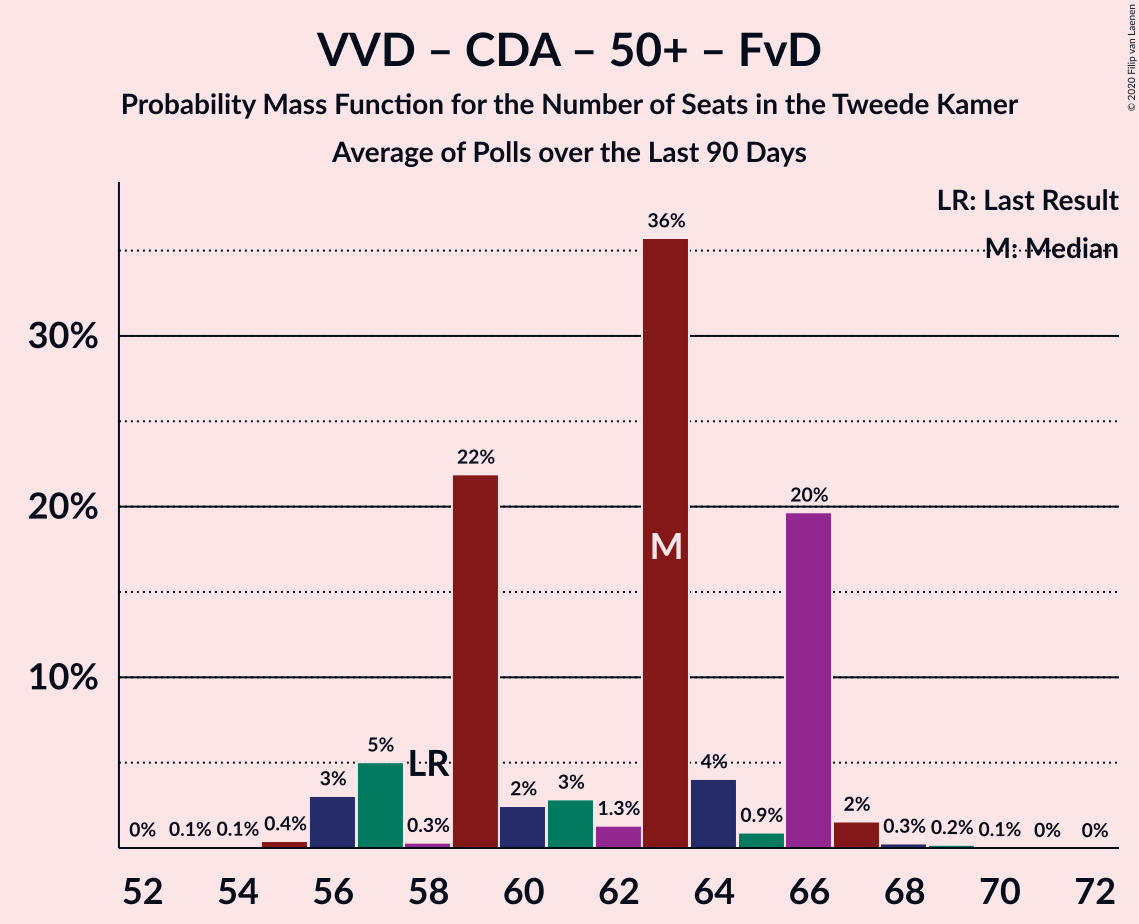 VVD – CDA – 50+ – FvD
Probability Mass Function for the Number of Seats in the Tweede Kamer
Average of Polls over the Last 90 Days
© 2020 Filip van Laenen
LR: Last Result
M: Median
30%
20%
10%
0% 0.1% 0.1% 0.4% 3% 5% 0.3% 22% 2% 3% 1.3% 36% 4% 0.9% 20% 2% 0.3% 0.2% 0.1% 0% 0%
LR
M
52 54 56 58 60 62 64 66 68 70 72